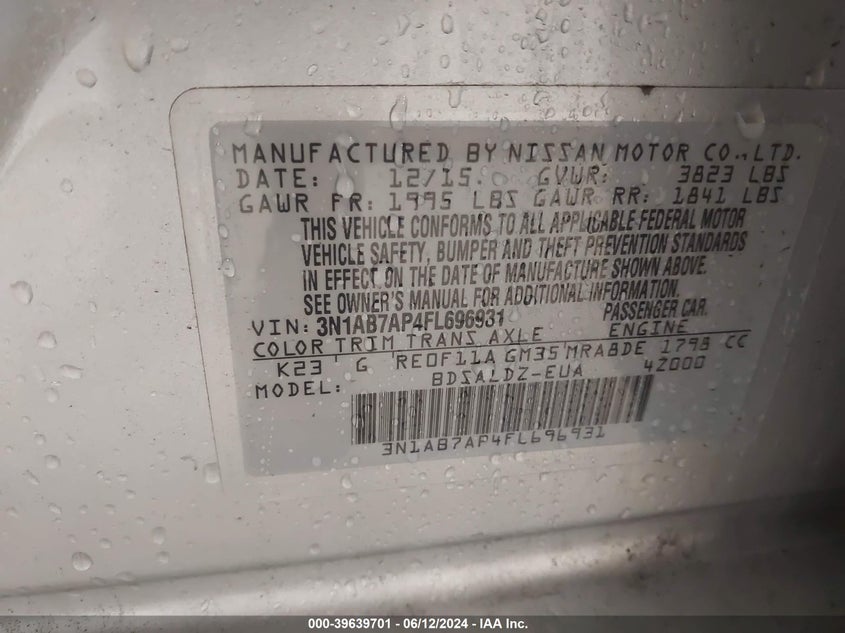 MANUFACTURED BY NISSAN MOTOR CO., LTD.
DATE: 12/15. GVWR: 3823 LBS
GAWR FR: 1995 LBS GAWR RR: 1841 LBS
THIS VEHICLE CONFORMS TO ALL APPLICABLE FEDERAL MOTOR
VEHICLE SAFETY, BUMPER AND THEFT PREVENTION STANDARDS
IN EFFECT ON THE DATE OF MANUFACTURE SHOWN ABOVE.
SEE OWNER'S MANUAL FOR ADDITIONAL INFORMATION.
VIN: 3N1AB7AP4FL696931 PASSENGER CAR.
COLOR TRIM TRANS AXLE ENGINE
K23 G RE0F11A GM35 MRA8DE 1798 CC
MODEL: BDSALDZ-EUA 42000
3N1AB7AP4FL696931
000-39639701 - 06/12/2024 - IAA Inc.